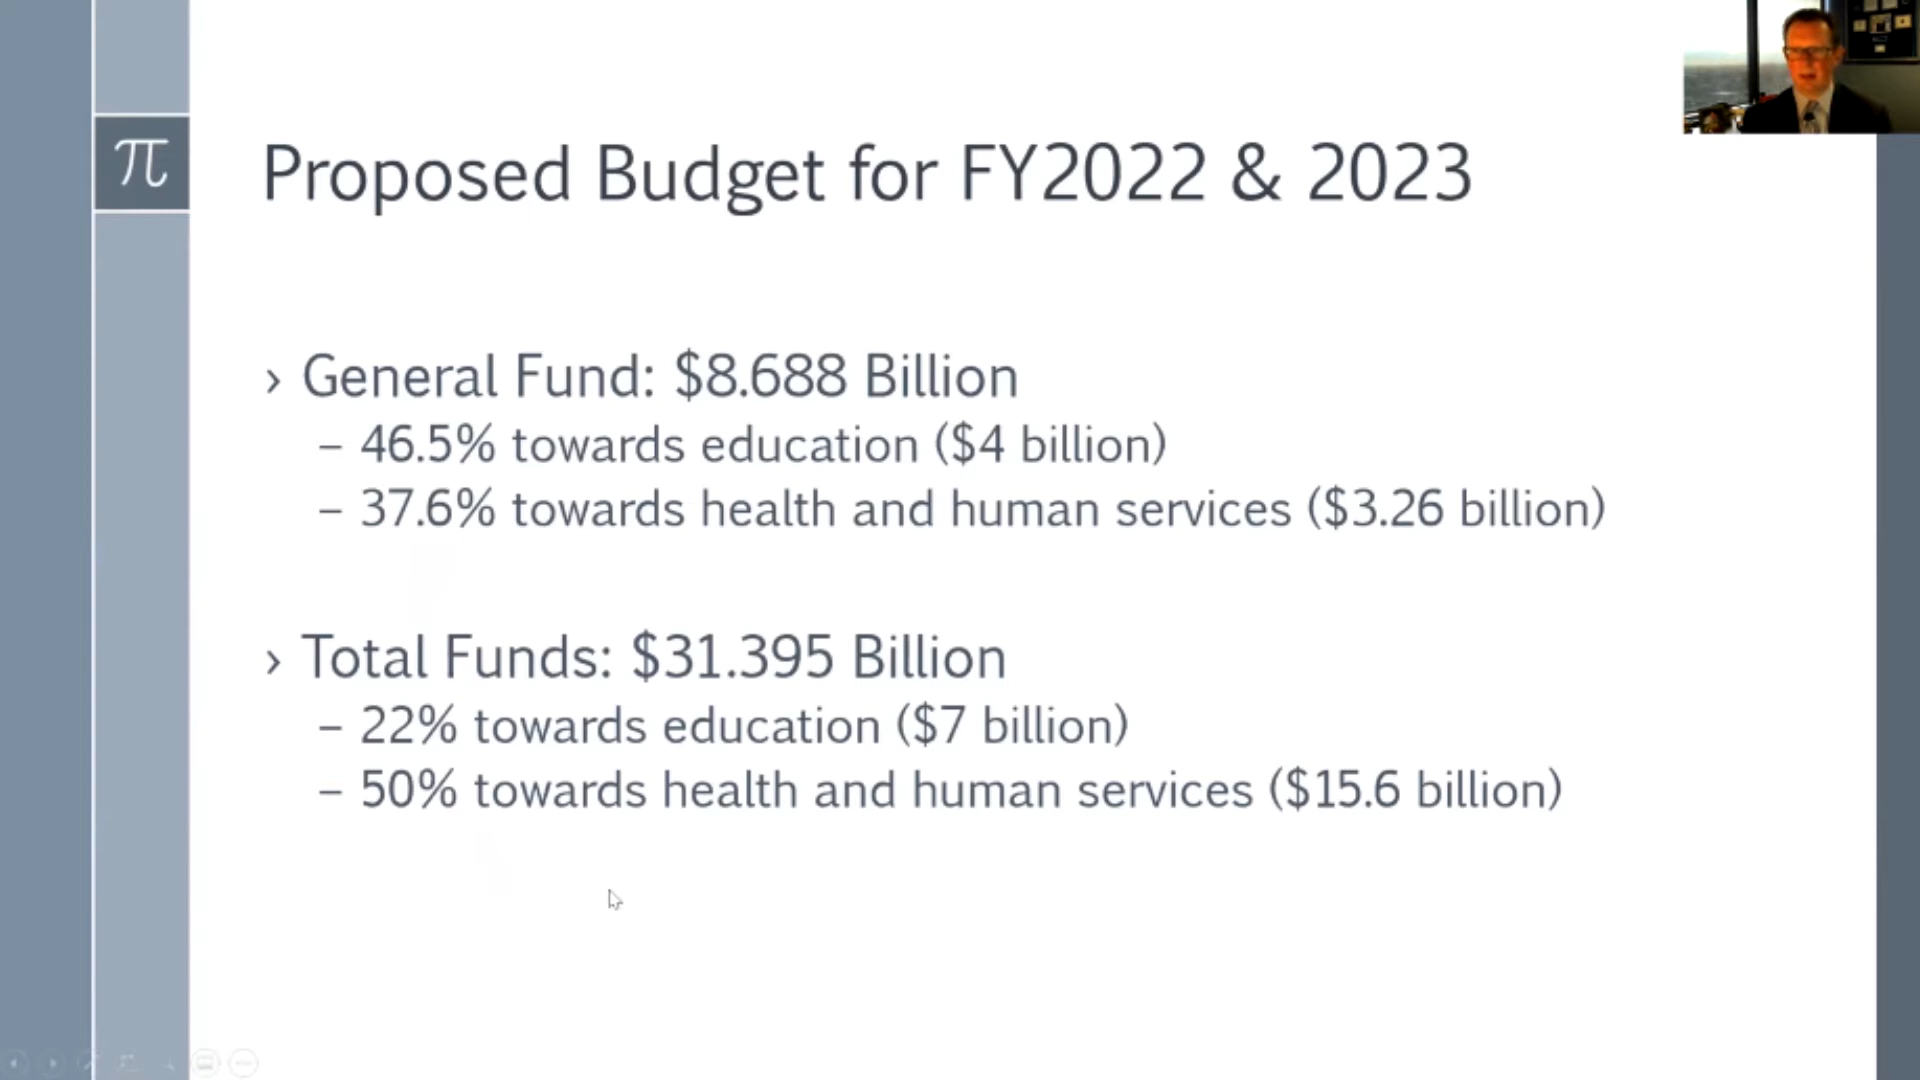 π
Proposed Budget for FY2022 & 2023
› General Fund: $8.688 Billion
– 46.5% towards education ($4 billion)
– 37.6% towards health and human services ($3.26 billion)
› Total Funds: $31.395 Billion
– 22% towards education ($7 billion)
– 50% towards health and human services ($15.6 billion)